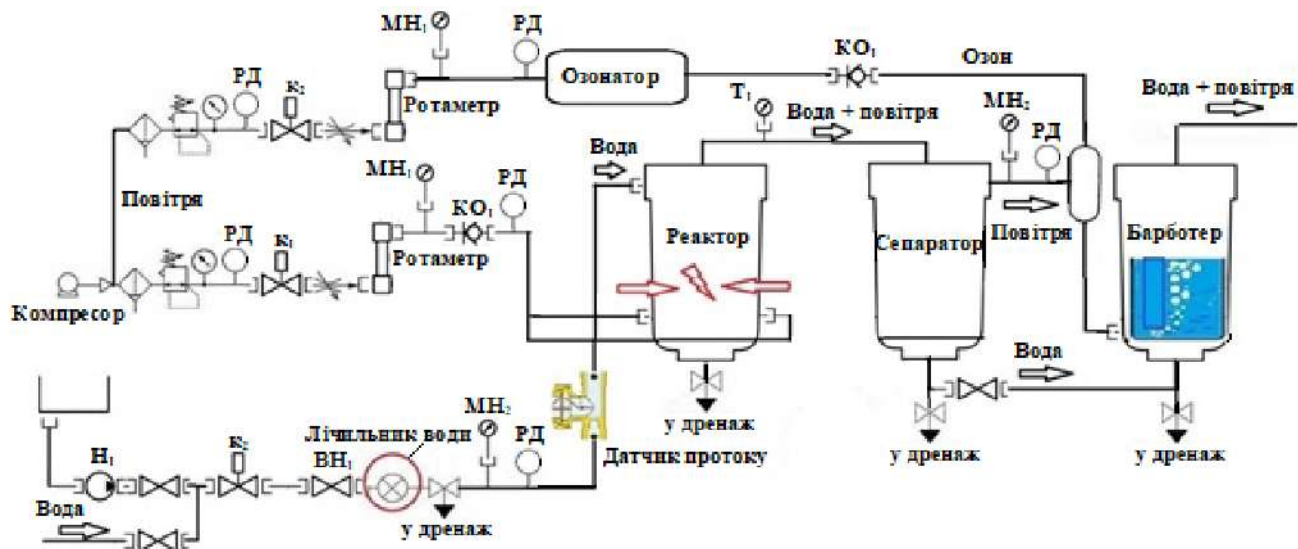 МН₁
РД
КО₁
Озон
РД
к₂
Озонатор
Т₁
Вода + повітря
Ротаметр
Вода + повітря
МН₂
Вода
РД
МН₁
РД
КО₁
Повітря
РД
Реактор
Сепаратор
Повітря
Барботер
к₁
Ротаметр
Компресор
Вода
МН₂
у дренаж
Лічильник води
РД
Датчик протоку
у дренаж
у дренаж
Н₁
к₂
ВН₁
Вода
у дренаж